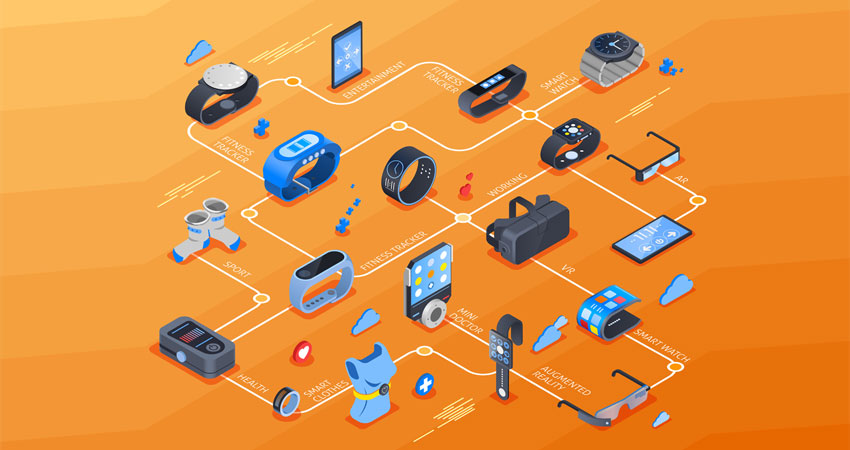 ENTERTAINMENT
FITNESS
TRACKER
SMART
WATCH
FITNESS
TRACKER
WORKING
AR
FITNESS TRACKER
SPORT
VR
MINI
DOCTOR
SMART WATCH
HEALTH
SMART
CLOTHES
AUGMENTED
REALITY